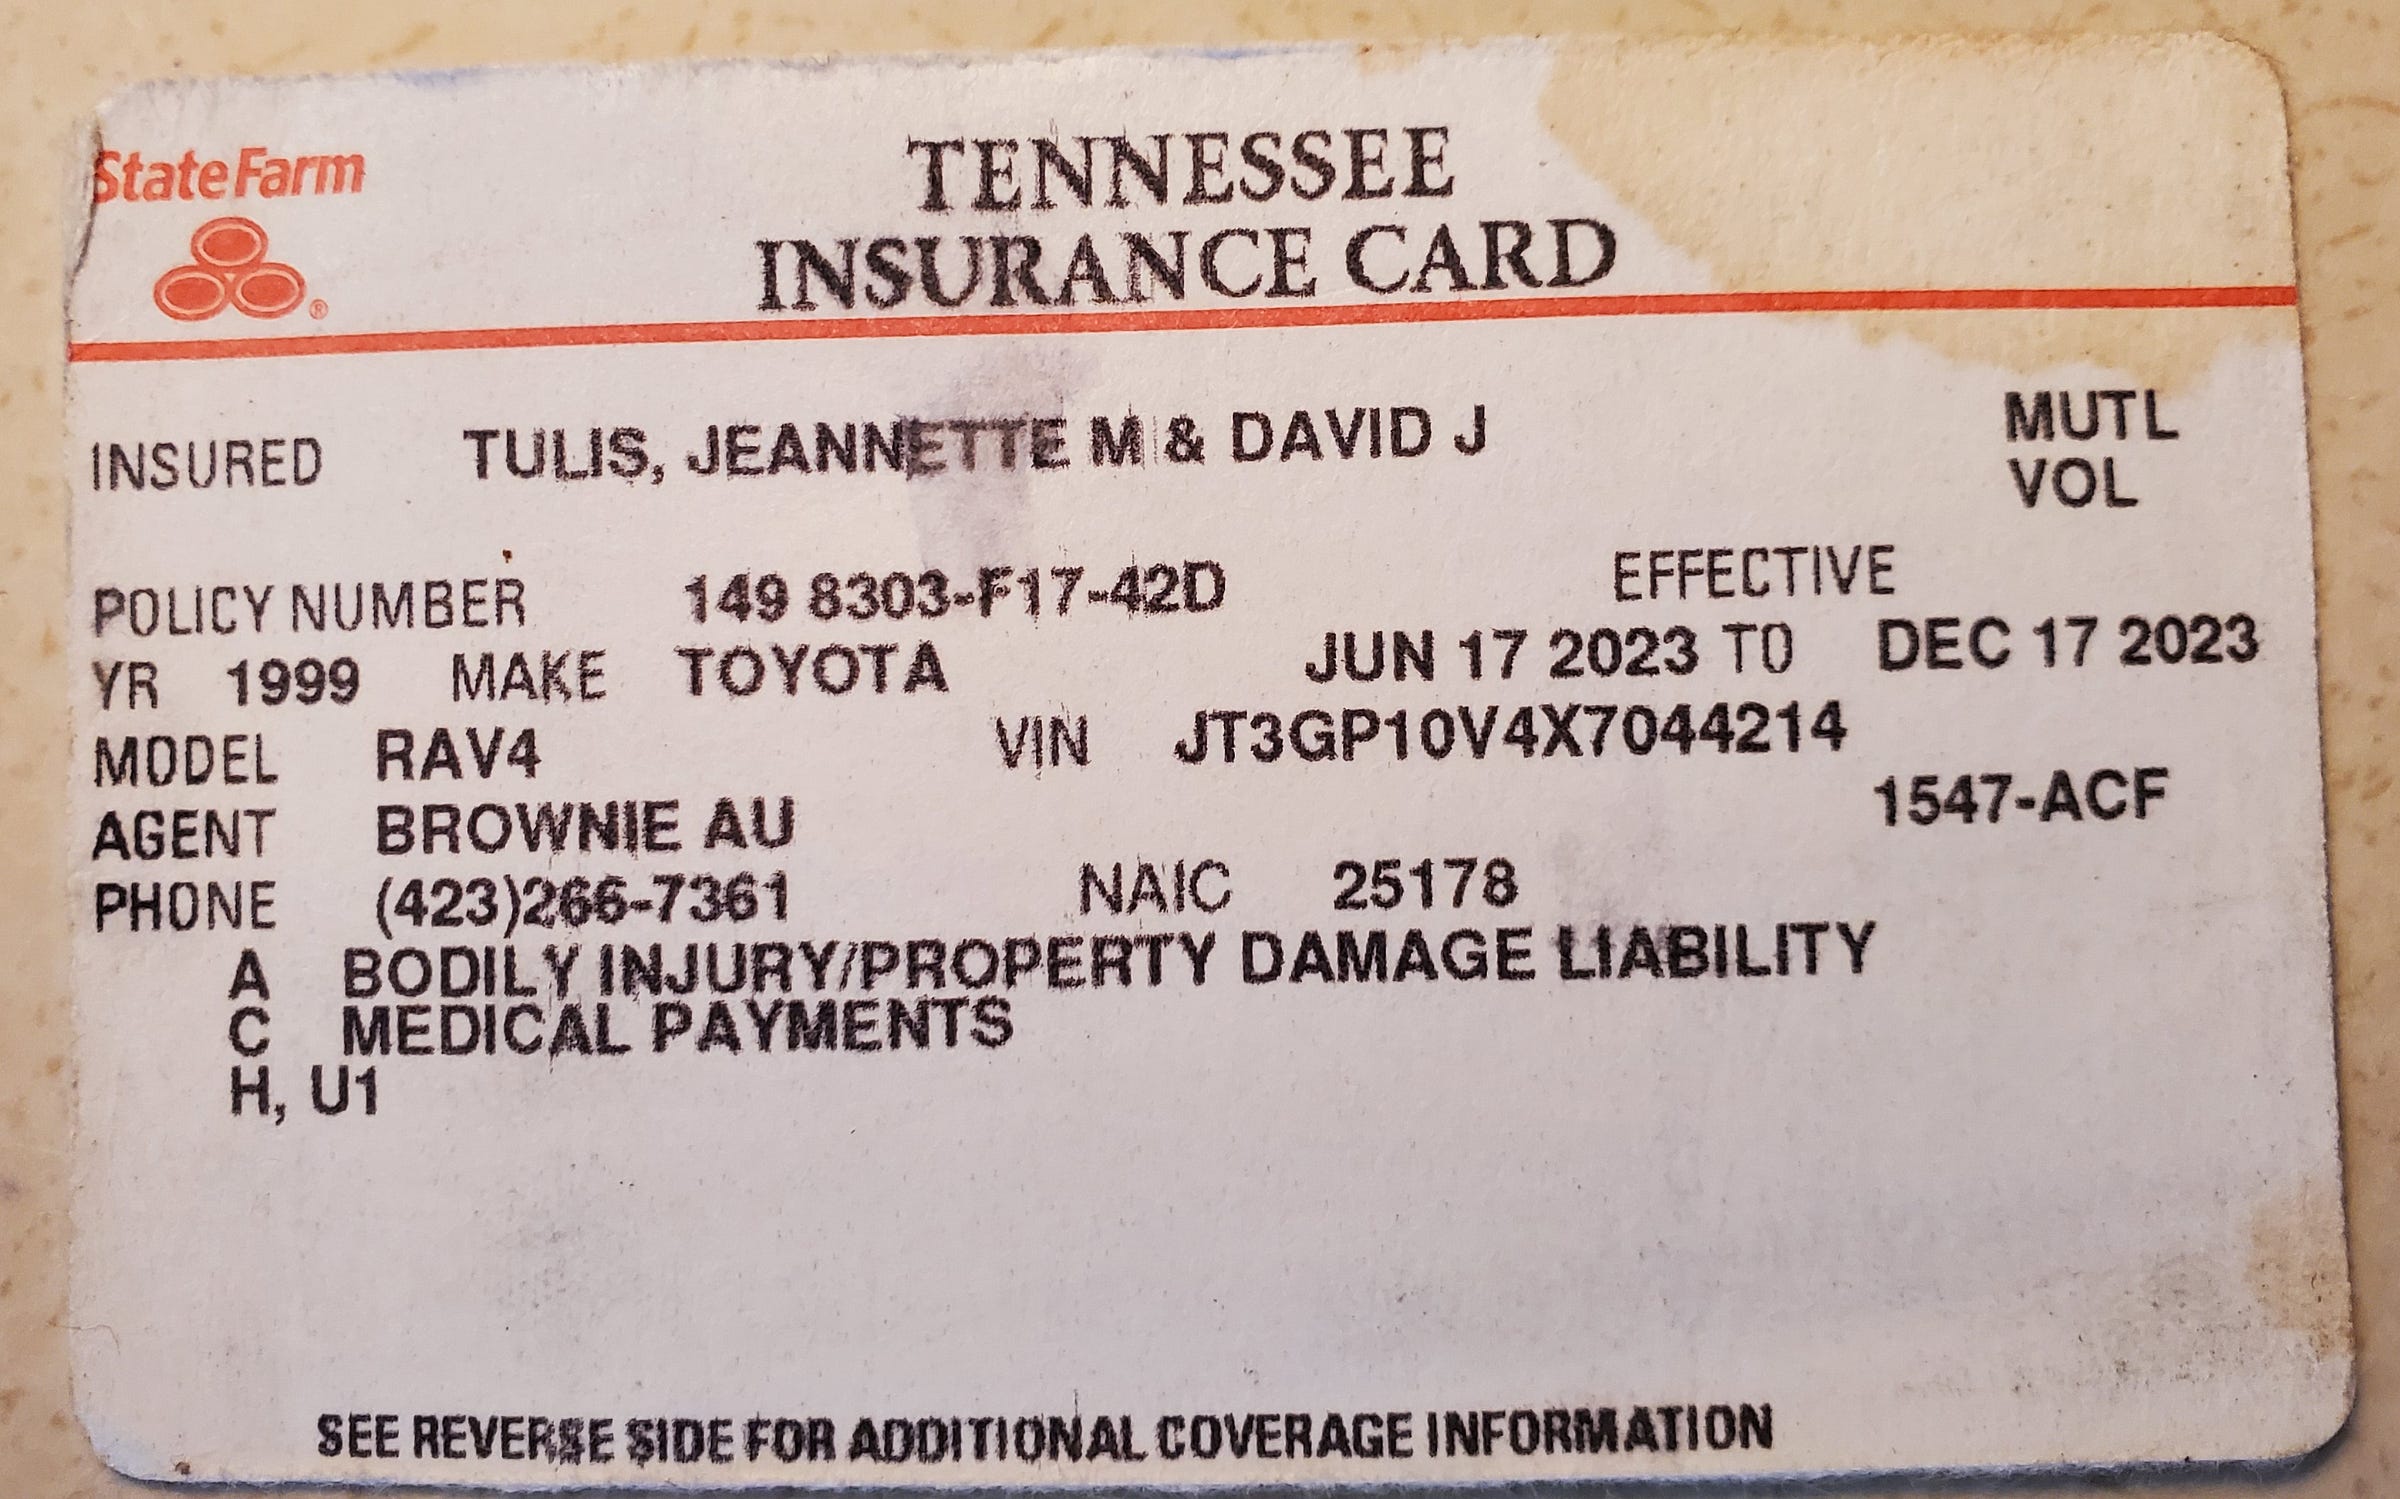 StateFarm
®
TENNESSEE
INSURANCE CARD
INSURED TULIS, JEANNETTE M & DAVID J MUTL
VOL
POLICY NUMBER 149 8303-F17-42D EFFECTIVE
YR 1999 MAKE TOYOTA JUN 17 2023 TO DEC 17 2023
MODEL RAV4 VIN JT3GP10V4X7044214
AGENT BROWNIE AU 1547-ACF
PHONE (423)266-7361 NAIC 25178
A BODILY INJURY/PROPERTY DAMAGE LIABILITY
C MEDICAL PAYMENTS
H, U1
SEE REVERSE SIDE FOR ADDITIONAL COVERAGE INFORMATION